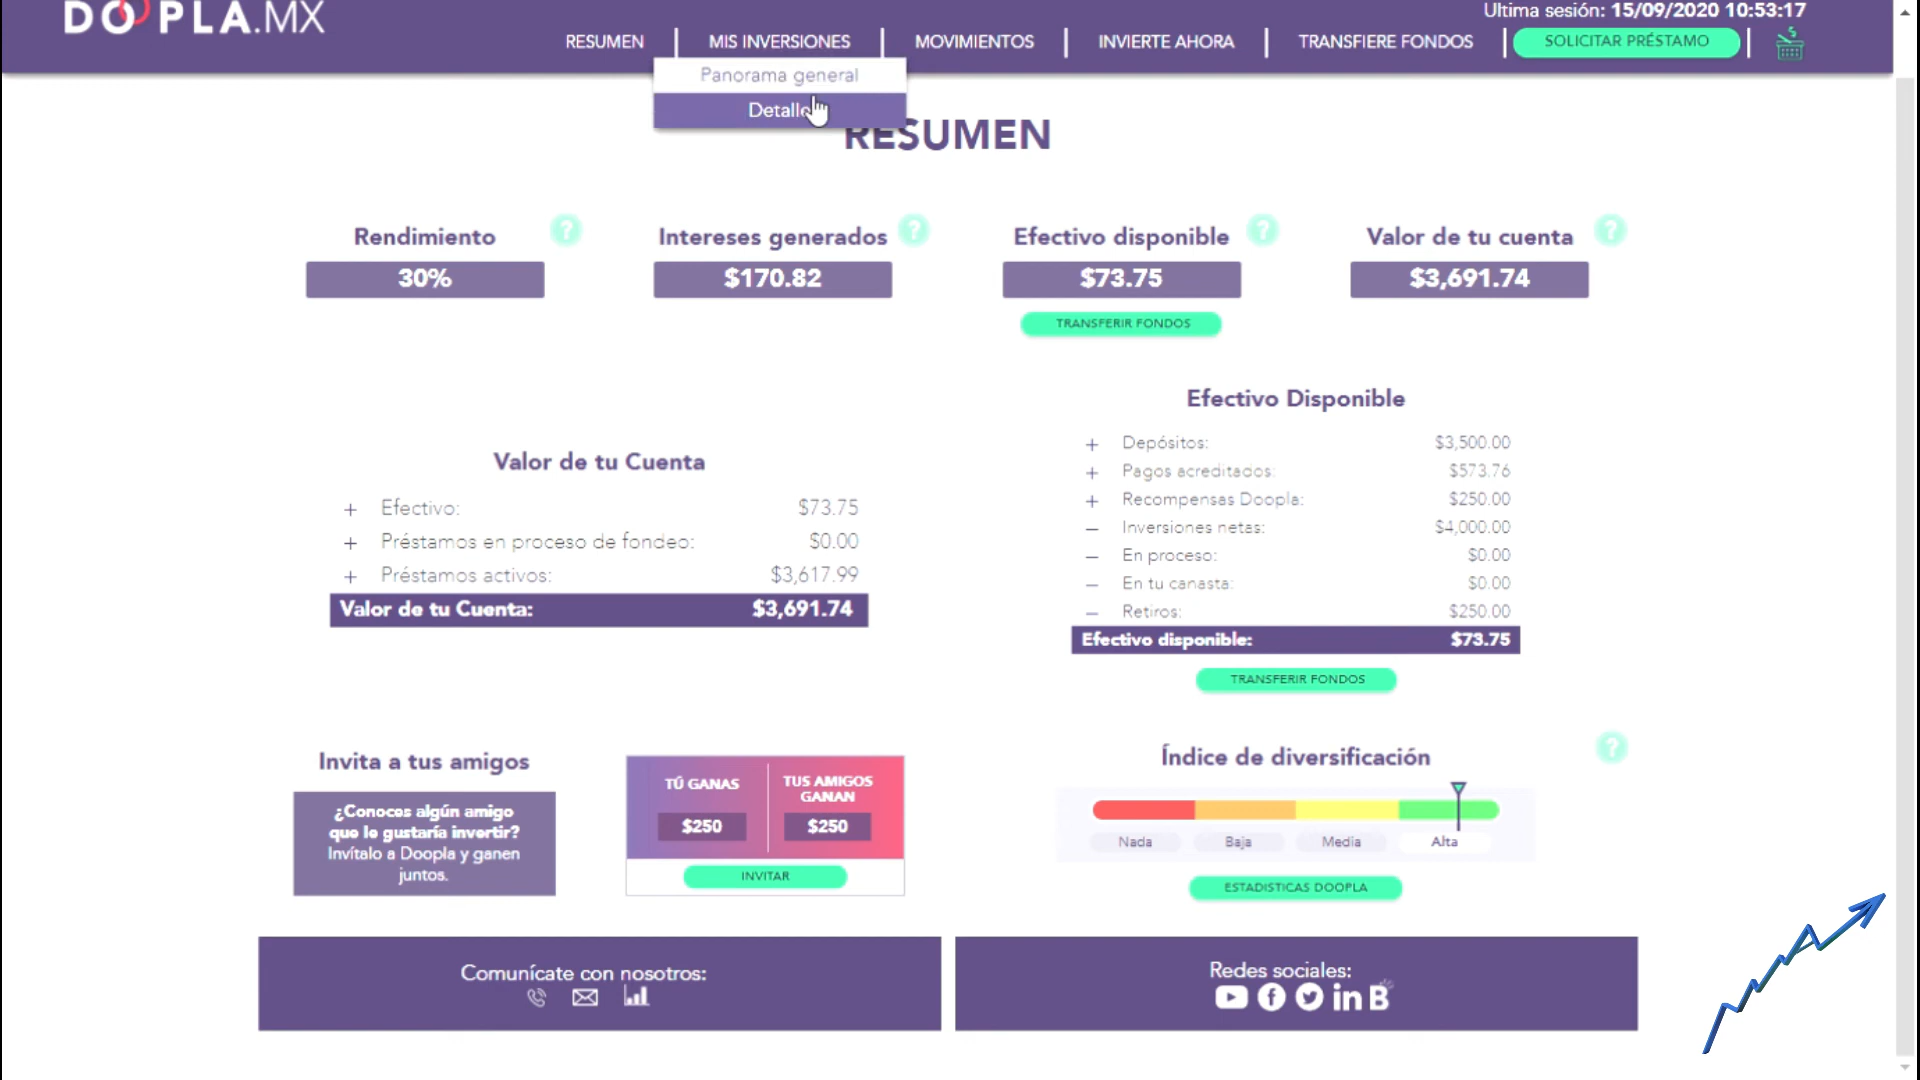 DOOPLA.MX
Ultima sesión: 15/09/2020 10:53:17
RESUMEN
MIS INVERSIONES
MOVIMIENTOS
INVIERTE AHORA
TRANSFIERE FONDOS
SOLICITAR PRÉSTAMO
Panorama general
Detalle
RESUMEN
Rendimiento ?
30%
Intereses generados ?
$170.82
Efectivo disponible ?
$73.75
TRANSFERIR FONDOS
Valor de tu cuenta ?
$3,691.74
Valor de tu Cuenta
+ Efectivo: $73.75
+ Préstamos en proceso de fondeo: $0.00
+ Préstamos activos: $3,617.99
Valor de tu Cuenta: $3,691.74
Efectivo Disponible
+ Depósitos: $3,500.00
+ Pagos acreditados: $573.76
+ Recompensas Doopla: $250.00
– Inversiones netas: $4,000.00
– En proceso: $0.00
– En tu canasta: $0.00
– Retiros: $250.00
Efectivo disponible: $73.75
TRANSFERIR FONDOS
Invita a tus amigos
¿Conoces algún amigo
que le gustaría invertir?
Invítalo a Doopla y ganen
juntos.
TÚ GANAS
$250
TUS AMIGOS
GANAN
$250
INVITAR
Índice de diversificación ?
Nada Baja Media Alta
ESTADISTICAS DOOPLA
Comunícate con nosotros:
Redes sociales: